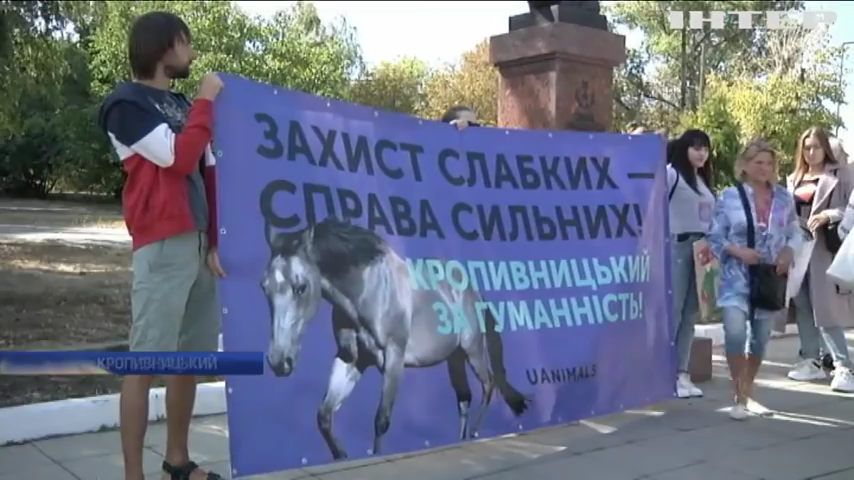 ІНТЕР
ЗАХИСТ СЛАБКИХ —
СПРАВА СИЛЬНИХ!
КРОПИВНИЦЬКИЙ
ЗА ГУМАННІСТЬ!
UANIMALS
КРОПИВНИЦЬКИЙ